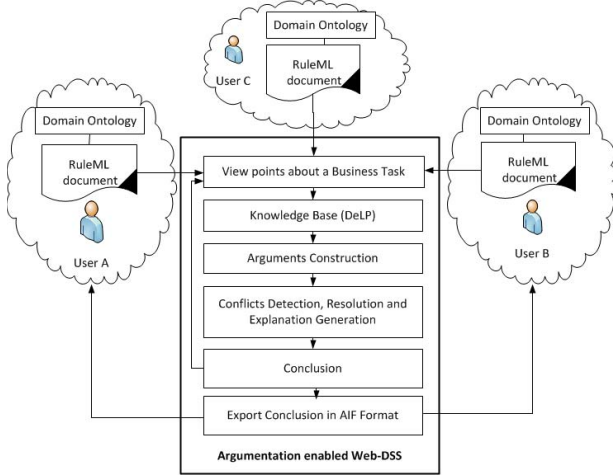 Domain Ontology
RuleML
document
User C
Domain Ontology
RuleML
document
User A
Domain Ontology
RuleML
document
User B
View points about a Business Task
Knowledge Base (DeLP)
Arguments Construction
Conflicts Detection, Resolution and
Explanation Generation
Conclusion
Export Conclusion in AIF Format
Argumentation enabled Web-DSS